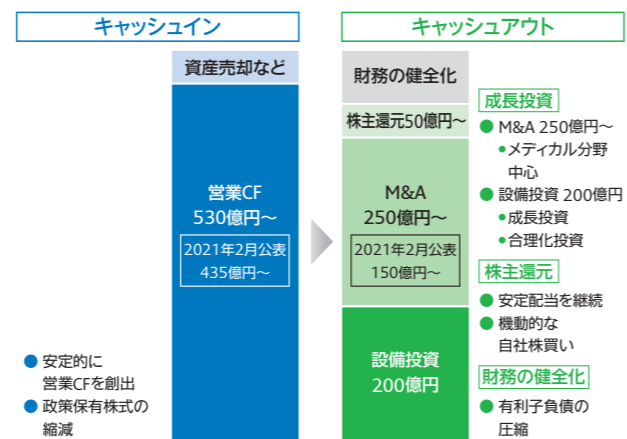 キャッシュイン
資産売却など
営業CF
530億円～
2021年2月公表
435億円～
● 安定的に
営業CFを創出
● 政策保有株式の
縮減
キャッシュアウト
財務の健全化
株主還元50億円～
M&A
250億円～
2021年2月公表
150億円～
設備投資
200億円
成長投資
● M&A 250億円～
●メディカル分野
中心
● 設備投資 200億円
●成長投資
●合理化投資
株主還元
● 安定配当を継続
● 機動的な
自社株買い
財務の健全化
● 有利子負債の
圧縮